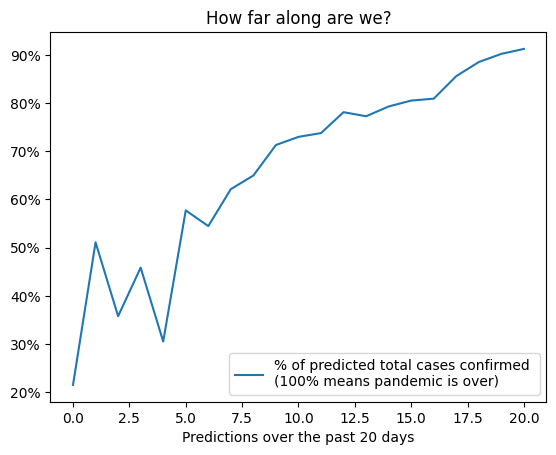 How far along are we?
90%
80%
70%
60%
50%
40%
30%
20%
% of predicted total cases confirmed
(100% means pandemic is over)
0.0 2.5 5.0 7.5 10.0 12.5 15.0 17.5 20.0
Predictions over the past 20 days